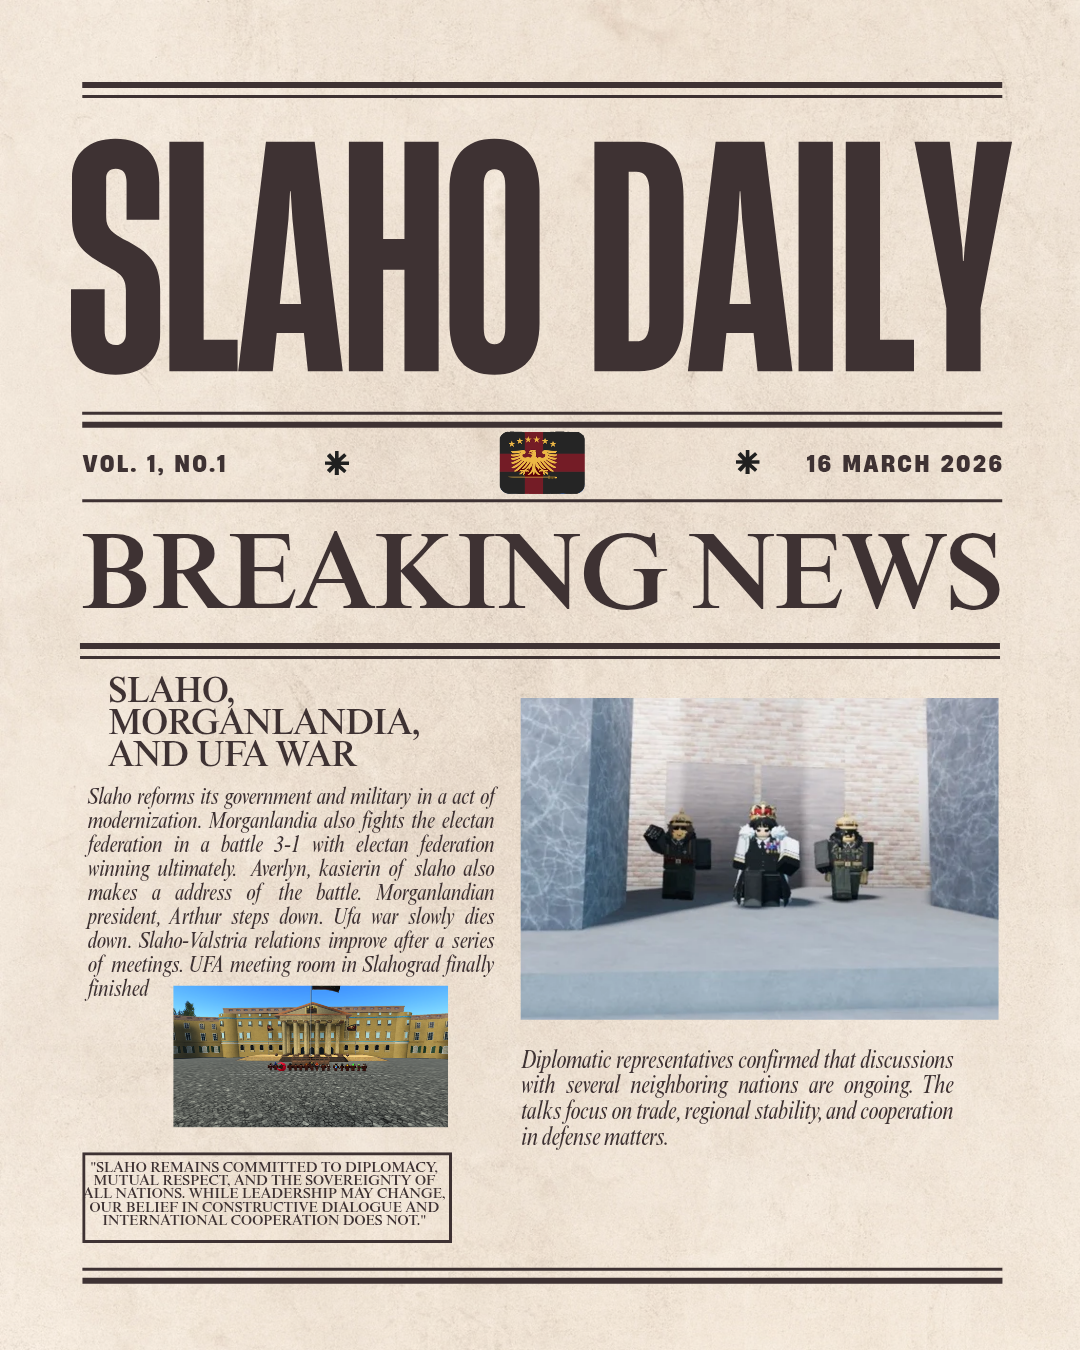 SLAHO DAILY
VOL. 1, NO.1
16 MARCH 2026
BREAKING NEWS
SLAHO,
MORGANLANDIA,
AND UFA WAR
Slaho reforms its government and military in a act of
modernization. Morganlandia also fights the electan
federation in a battle 3-1 with electan federation
winning ultimately. Averlyn, kasierin of slaho also
makes a address of the battle. Morganlandian
president, Arthur steps down. Ufa war slowly dies
down. Slaho-Valstria relations improve after a series
of meetings. UFA meeting room in Slahograd finally
finished
"SLAHO REMAINS COMMITTED TO DIPLOMACY,
MUTUAL RESPECT, AND THE SOVEREIGNTY OF
ALL NATIONS. WHILE LEADERSHIP MAY CHANGE,
OUR BELIEF IN CONSTRUCTIVE DIALOGUE AND
INTERNATIONAL COOPERATION DOES NOT."
Diplomatic representatives confirmed that discussions
with several neighboring nations are ongoing. The
talks focus on trade, regional stability, and cooperation
in defense matters.